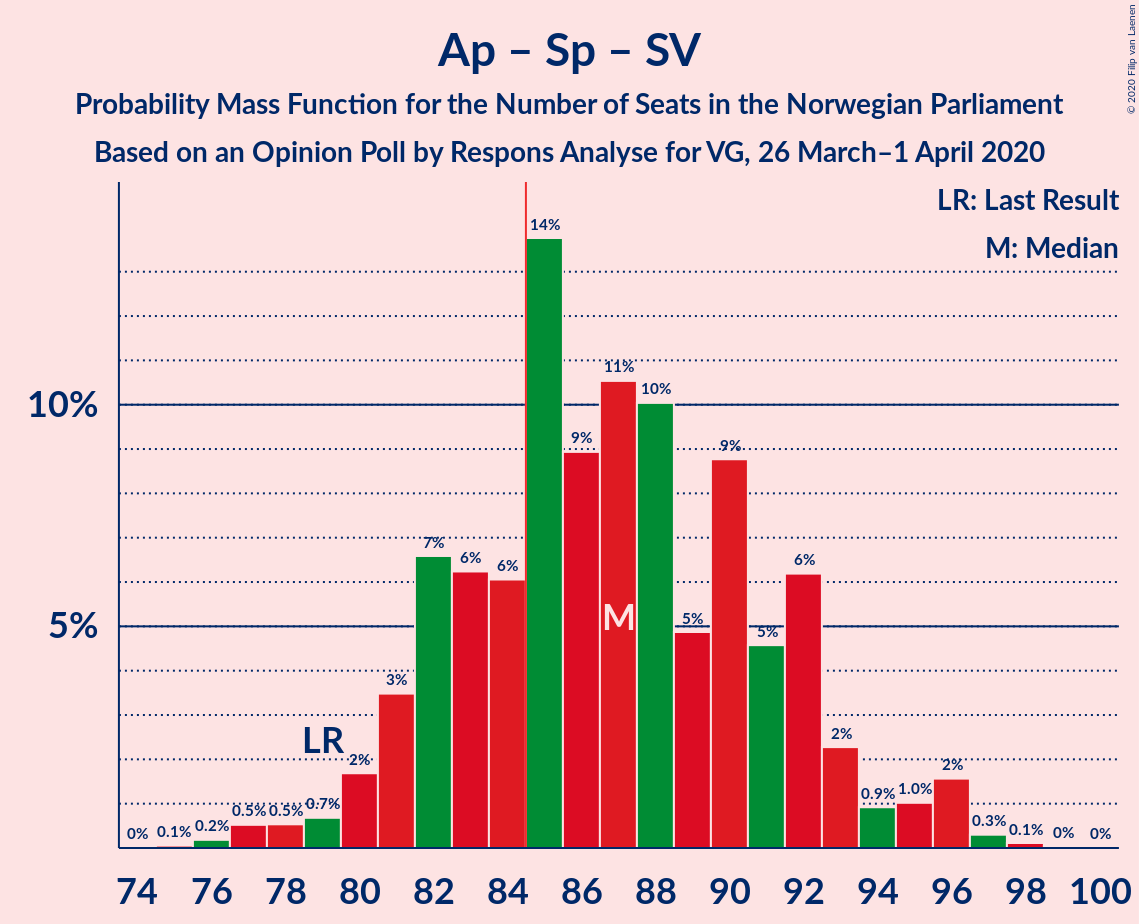 Ap – Sp – SV
Probability Mass Function for the Number of Seats in the Norwegian Parliament
Based on an Opinion Poll by Respons Analyse for VG, 26 March–1 April 2020
© 2020 Filip van Laenen
LR: Last Result
M: Median
10%
5%
0% 0.1% 0.2% 0.5% 0.5% 0.7% 2% 3% 7% 6% 6% 14% 9% 11% 10% 5% 9% 5% 6% 2% 0.9% 1.0% 2% 0.3% 0.1% 0% 0%
LR
M
74 76 78 80 82 84 86 88 90 92 94 96 98 100